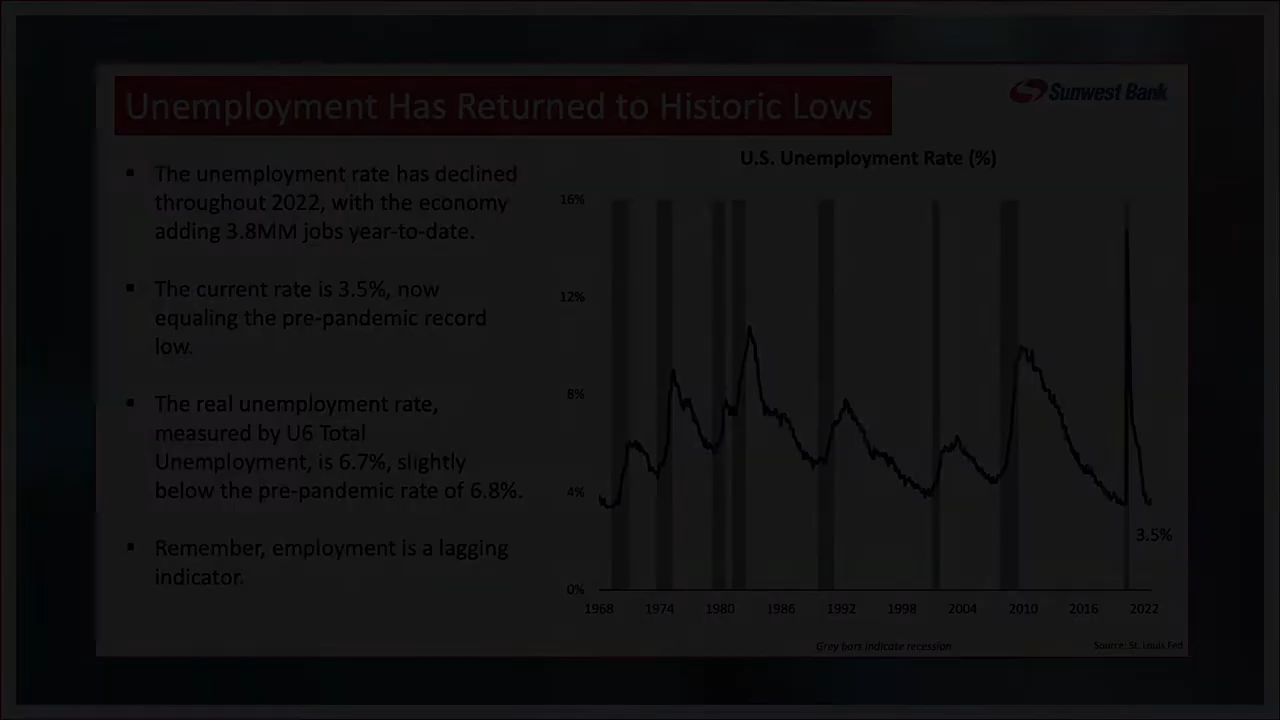 Unemployment Has Returned to Historic Lows
Sunwest Bank
▪ The unemployment rate has declined
throughout 2022, with the economy
adding 3.8MM jobs year-to-date.
▪ The current rate is 3.5%, now
equaling the pre-pandemic record
low.
▪ The real unemployment rate,
measured by U6 Total
Unemployment, is 6.7%, slightly
below the pre-pandemic rate of 6.8%.
▪ Remember, employment is a lagging
indicator.
U.S. Unemployment Rate (%)
16%
12%
8%
4%
0%
3.5%
1968 1974 1980 1986 1992 1998 2004 2010 2016 2022
Grey bars indicate recession
Source: St. Louis Fed